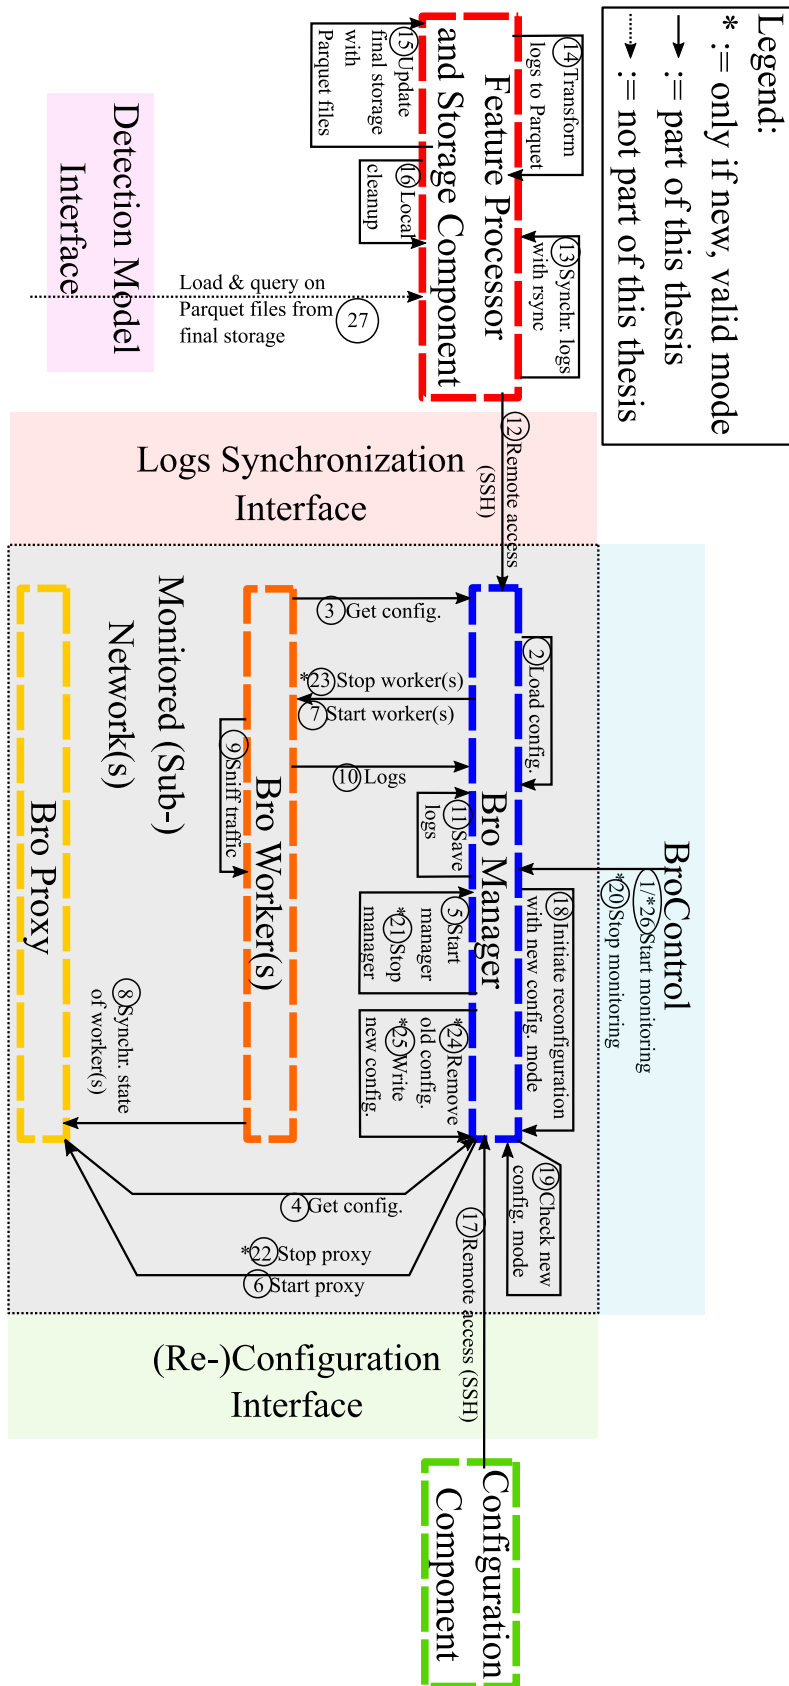 Legend:
* := only if new, valid mode
:= part of this thesis
:= not part of this thesis
14 Transform
logs to Parquet
13 Synchr. logs
with rsync
Feature Processor
and Storage Component
15 Update
final storage
with
Parquet files
16 Local
cleanup
Detection Model
Interface
Load & query on
Parquet files from
final storage
27
12 Remote access
(SSH)
Logs Synchronization
Interface
BroControl
1/*26 Start monitoring
*20 Stop monitoring
2 Load config.
18 Initiate reconfiguration
with new config. mode
19 Check new
config. mode
Bro Manager
3 Get config.
*23 Stop worker(s)
7 Start worker(s)
10 Logs
11 Save
logs
5 Start
manager
*21 Stop
manager
*24 Remove
old config.
*25 Write
new config.
Bro Worker(s)
9 Sniff traffic
Monitored (Sub-)
Network(s)
Bro Proxy
8 Synchr. state
of worker(s)
4 Get config.
*22 Stop proxy
6 Start proxy
17 Remote access (SSH)
(Re-)Configuration
Interface
Configuration
Component